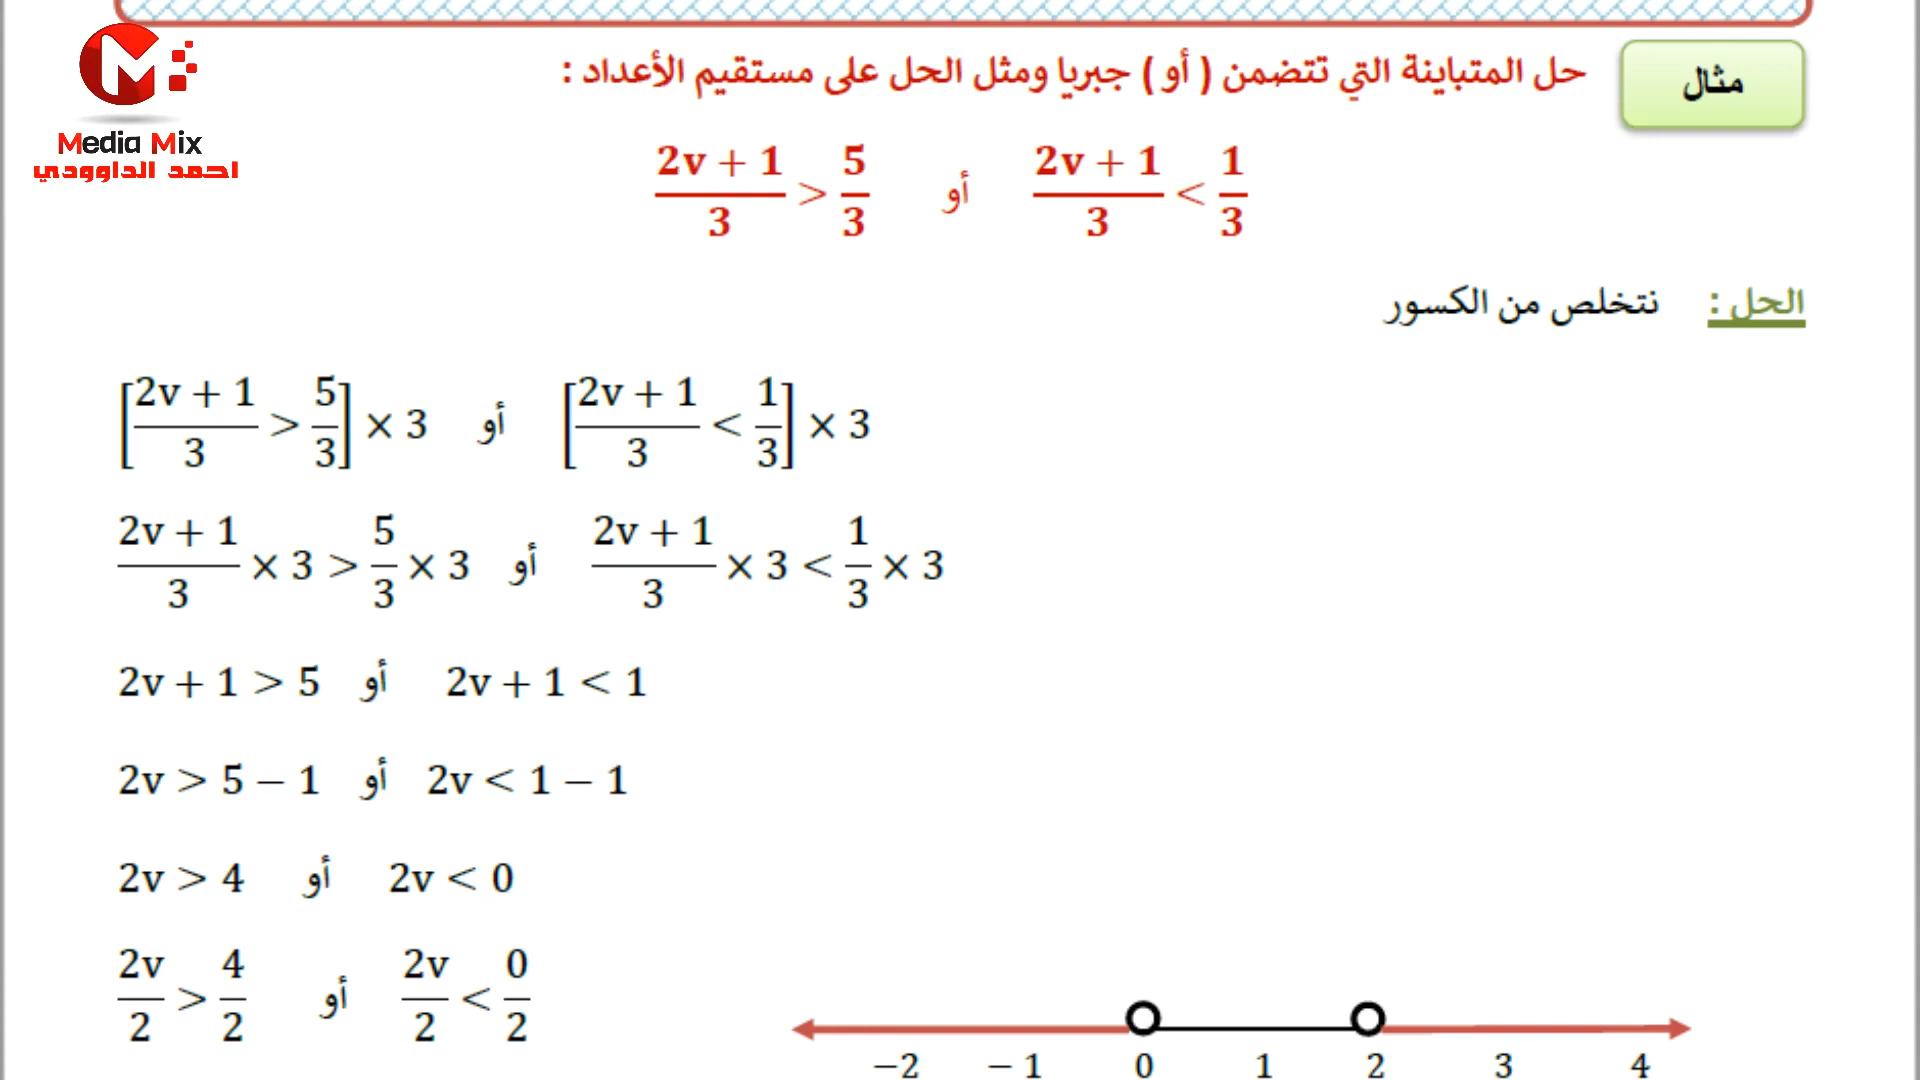 Media Mix
احمد الداوودي
مثال
حل المتباينة التي تتضمن ( أو ) جبريا ومثل الحل على مستقيم الأعداد :
(2v + 1)/3 > 5/3 أو (2v + 1)/3 < 1/3
الحل : نتخلص من الكسور
[(2v + 1)/3 > 5/3] × 3 أو [(2v + 1)/3 < 1/3] × 3
(2v + 1)/3 × 3 > 5/3 × 3 أو (2v + 1)/3 × 3 < 1/3 × 3
2v + 1 > 5 أو 2v + 1 < 1
2v > 5 − 1 أو 2v < 1 − 1
2v > 4 أو 2v < 0
2v/2 > 4/2 أو 2v/2 < 0/2
−2 − 1 0 1 2 3 4